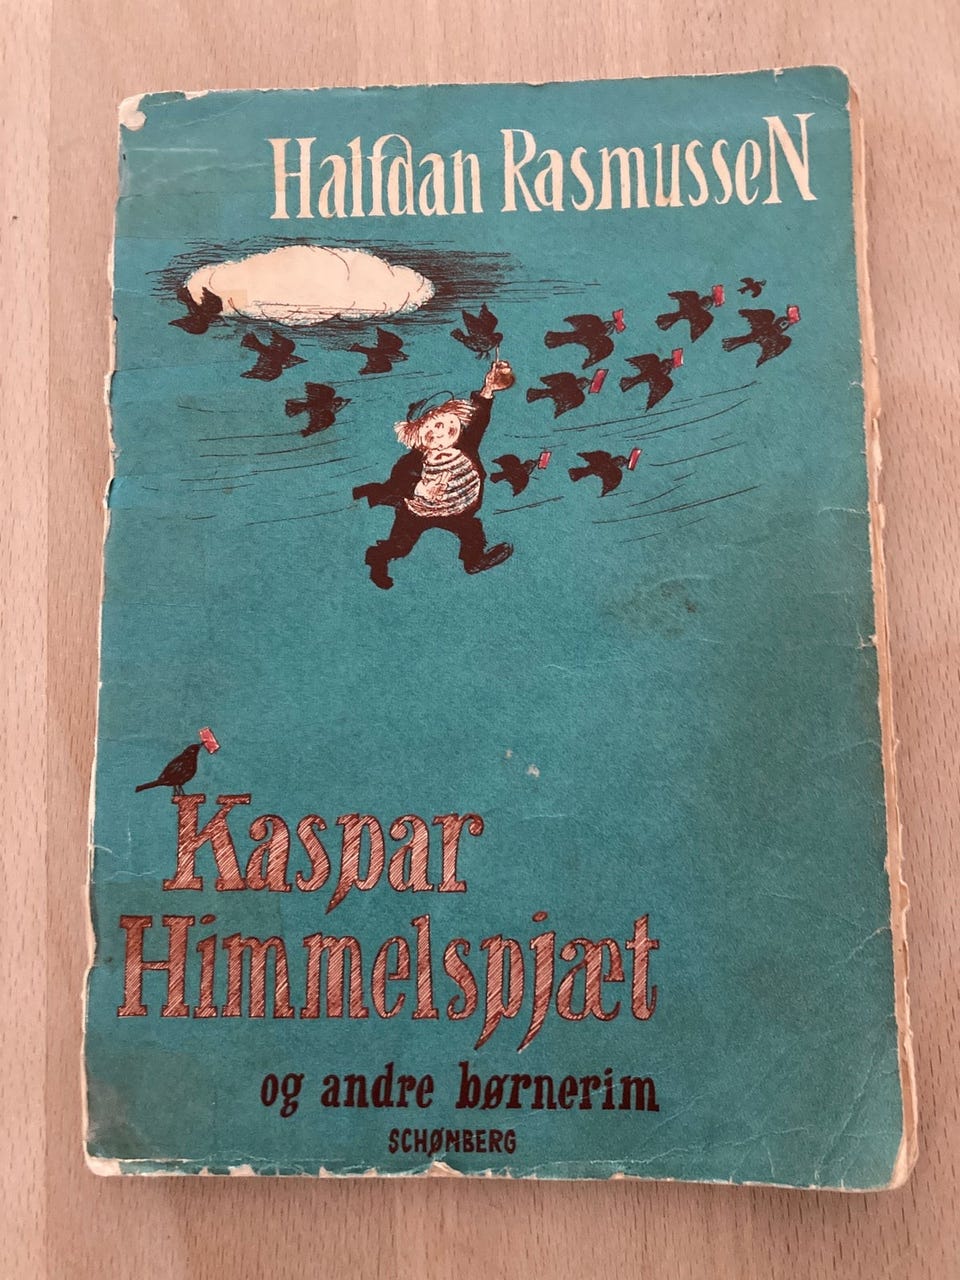 Halfdan Rasmussen
Kaspar
Himmelspjæt
og andre børnerim
SCHØNBERG